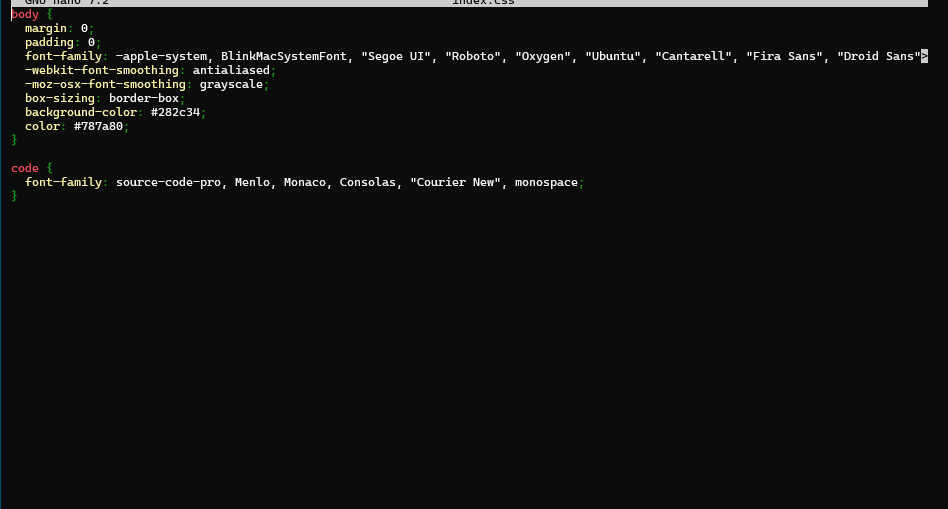 GNU nano 7.2 index.css
body {
  margin: 0;
  padding: 0;
  font-family: -apple-system, BlinkMacSystemFont, "Segoe UI", "Roboto", "Oxygen", "Ubuntu", "Cantarell", "Fira Sans", "Droid Sans">
  -webkit-font-smoothing: antialiased;
  -moz-osx-font-smoothing: grayscale;
  box-sizing: border-box;
  background-color: #282c34;
  color: #787a80;
}
code {
  font-family: source-code-pro, Menlo, Monaco, Consolas, "Courier New", monospace;
}